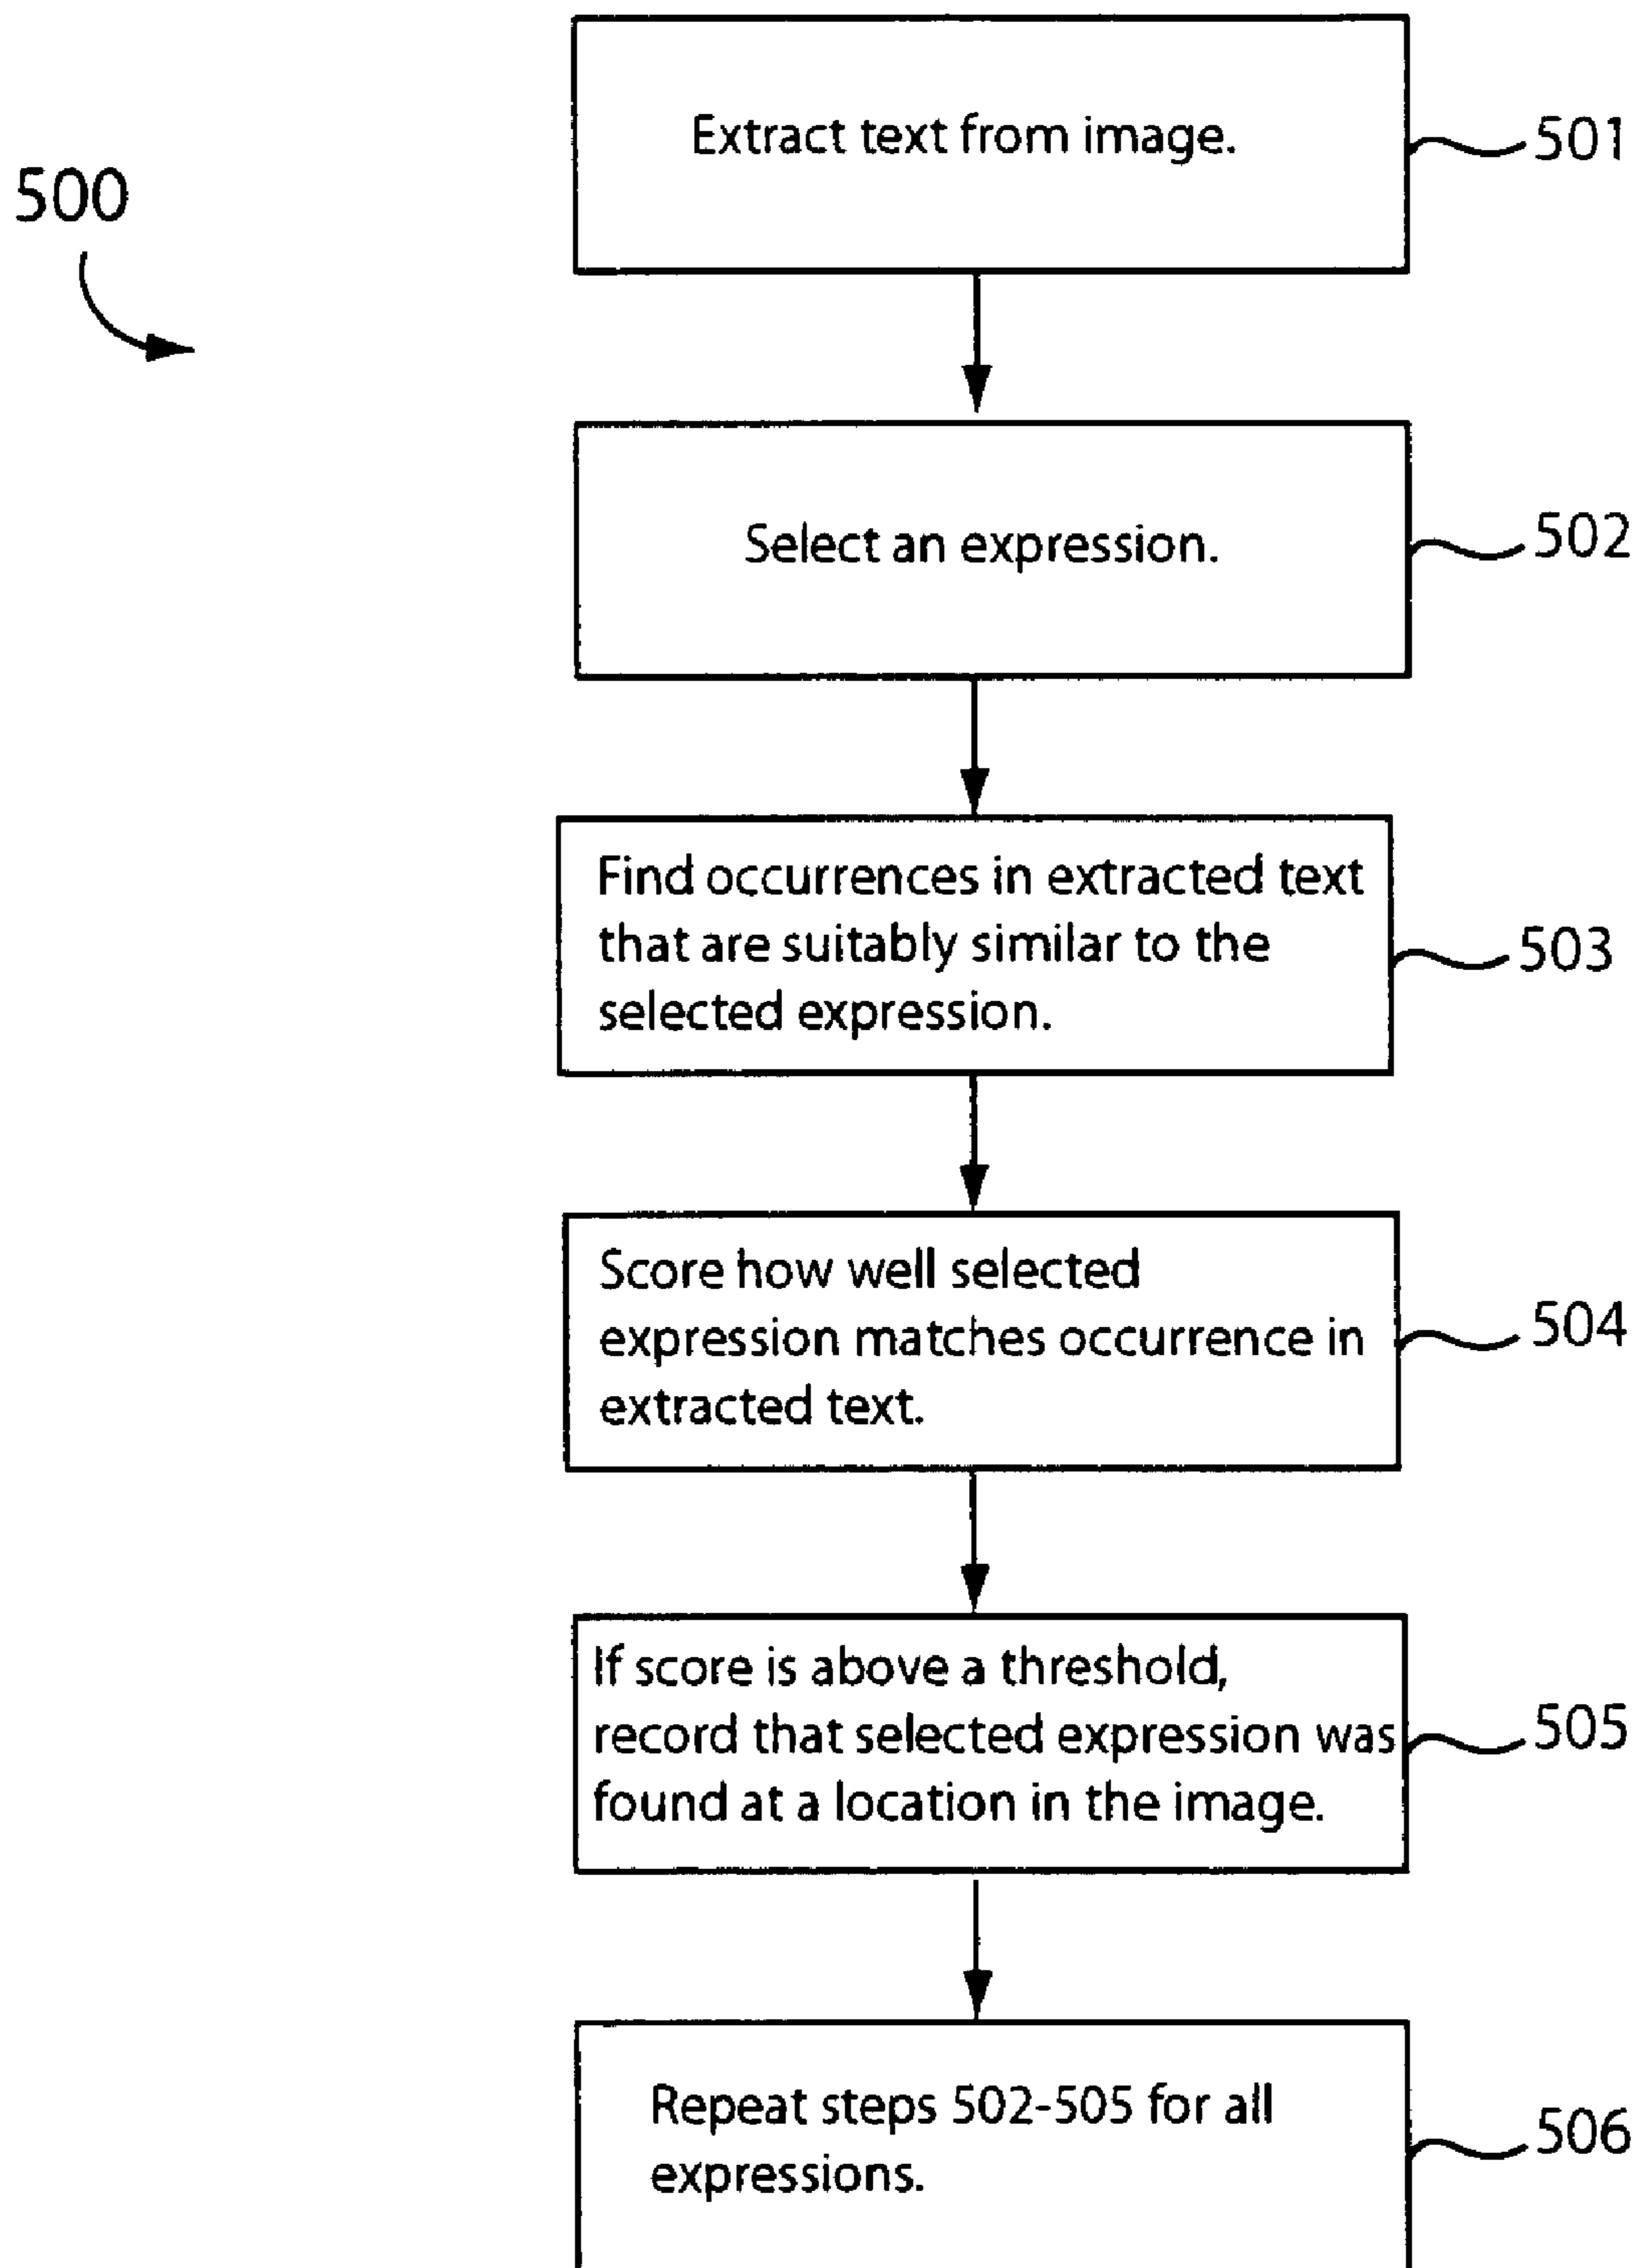 500
Extract text from image.
501
Select an expression.
502
Find occurrences in extracted text
that are suitably similar to the
selected expression.
503
Score how well selected
expression matches occurrence in
extracted text.
504
If score is above a threshold,
record that selected expression was
found at a location in the image.
505
Repeat steps 502-505 for all
expressions.
506